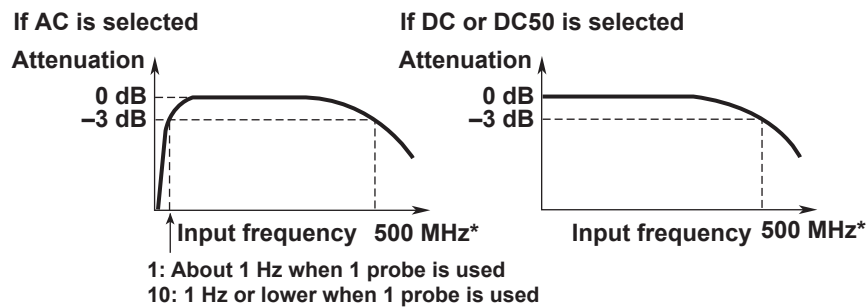 If AC is selected
Attenuation
0 dB
–3 dB
Input frequency 500 MHz*
1: About 1 Hz when 1 probe is used
10: 1 Hz or lower when 1 probe is used
If DC or DC50 is selected
Attenuation
0 dB
–3 dB
Input frequency 500 MHz*